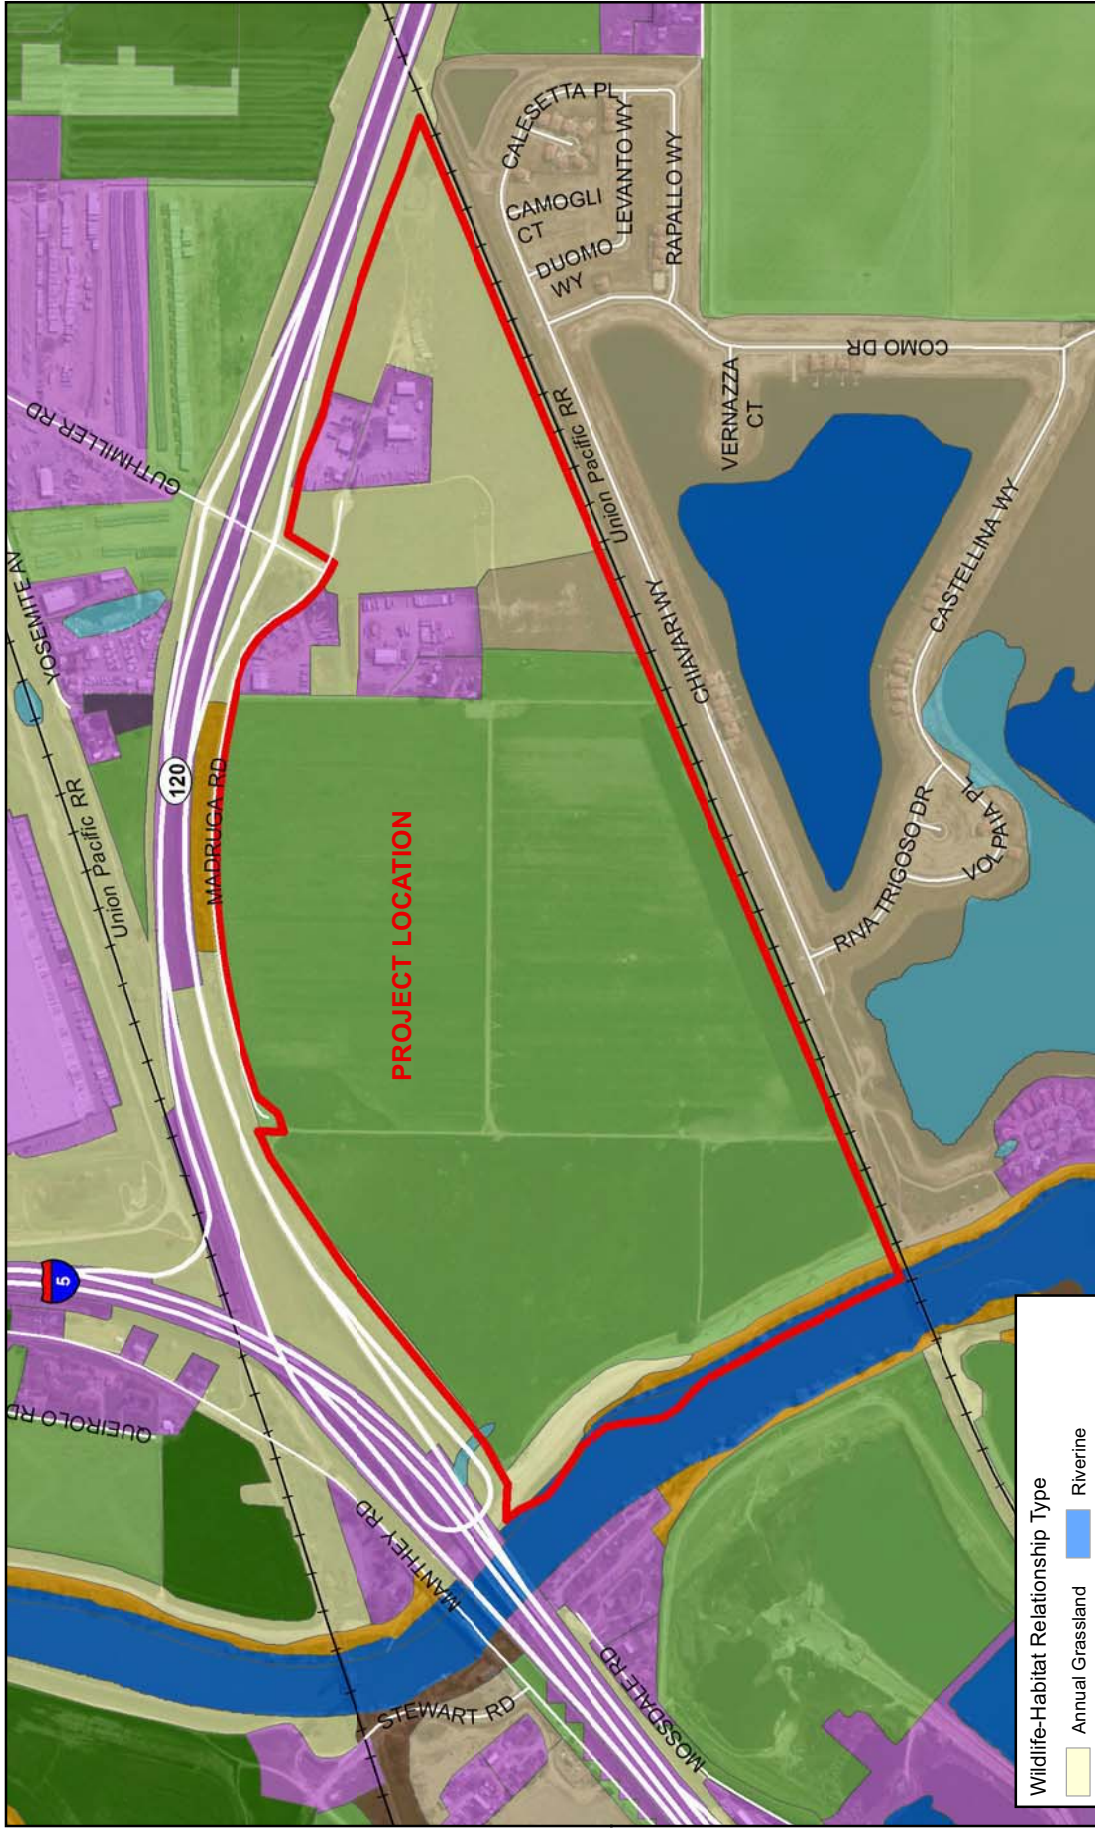 YOSEMITE AV
GUTHMILLER RD
Union Pacific RR
120
MADRUGA RD
5
QUEIROLO RD
MANTHEY RD
STEWART RD
MOSSDALE RD
PROJECT LOCATION
Union Pacific RR
CHIAVARI WY
CALESETTA PL
CAMOGLI
CT
LEVANTO WY
DUOMO
WY
RAPALLO WY
COMO DR
VERNAZZA
CT
CASTELLINA WY
RIVA TRIGOSO DR
VOLPAIA PL
Wildlife-Habitat Relationship Type
Annual Grassland
Riverine